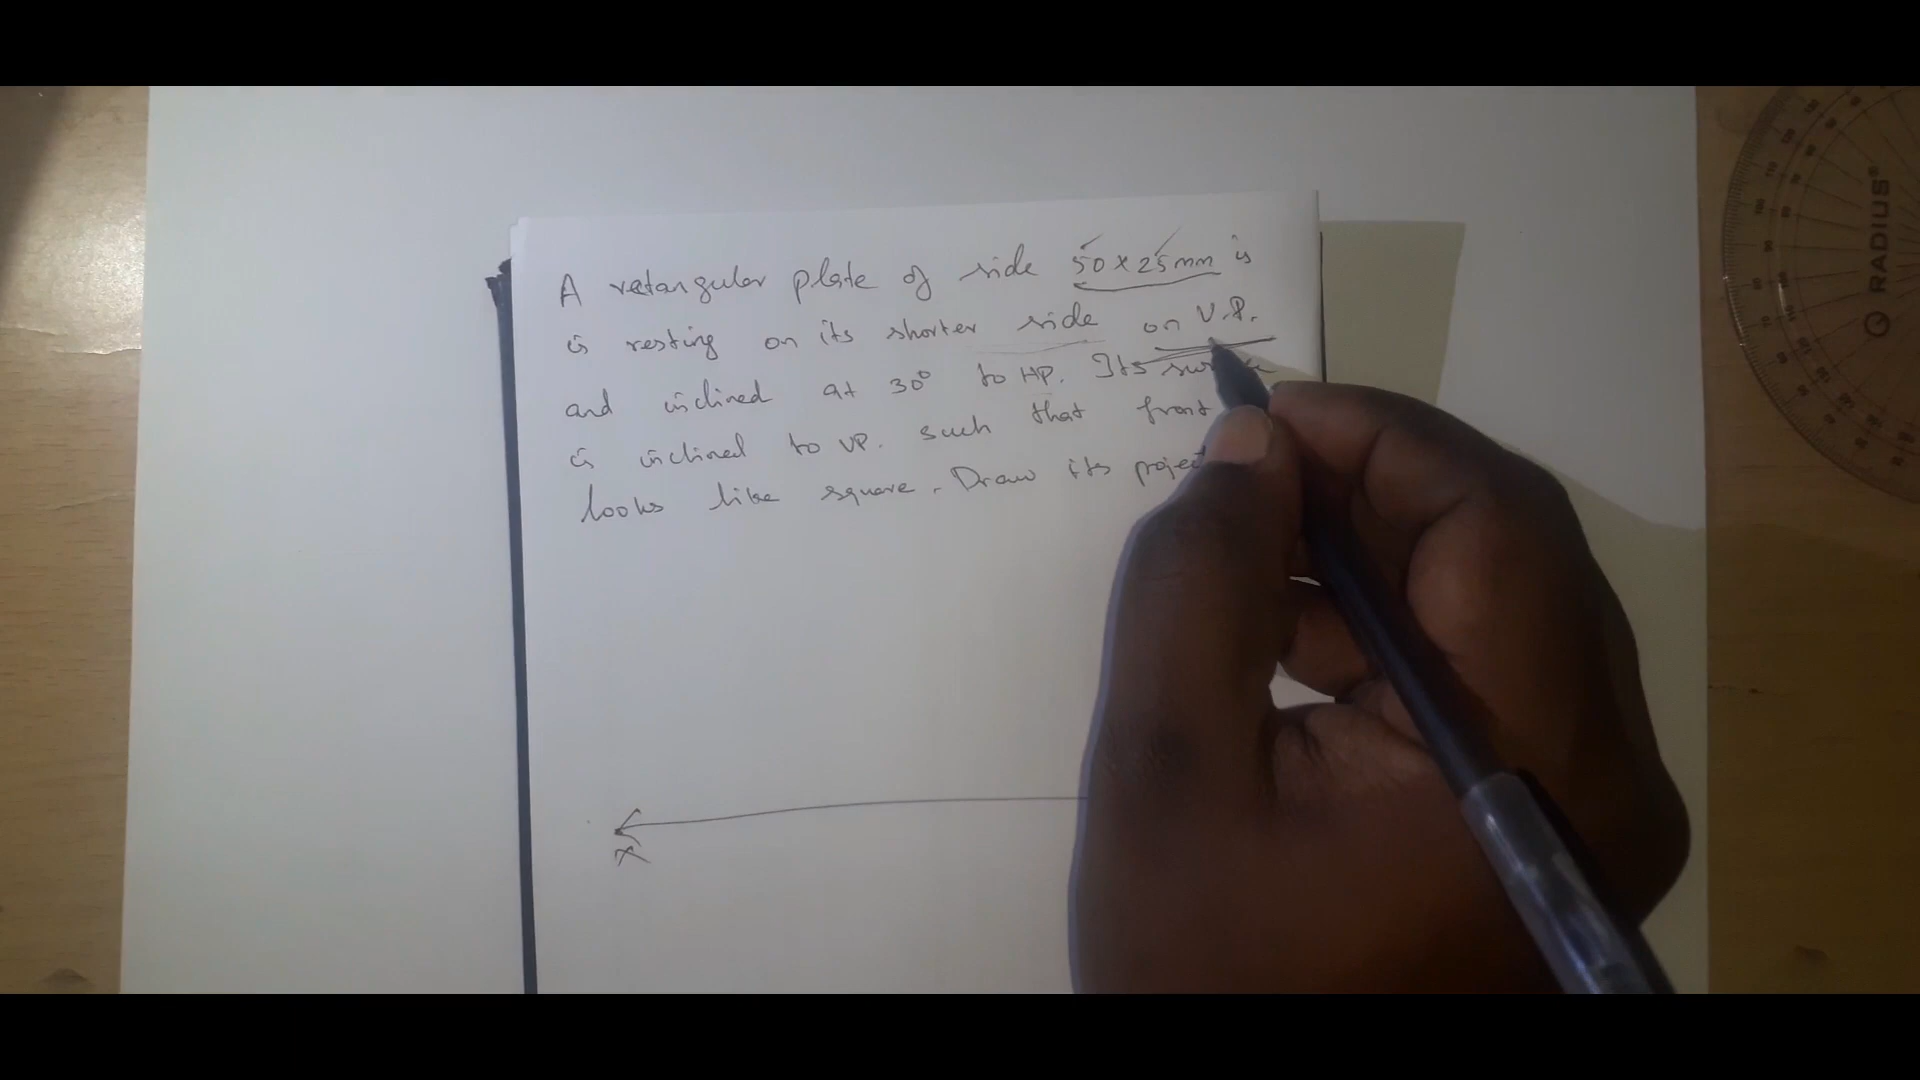 A retangular plate of side 50 x 25 mm is
is resting on its shorter side on V.P.
and inclined at 30° to HP. Its
is inclined to VP. such that front
looks like square. Draw its
X
RADIUS®